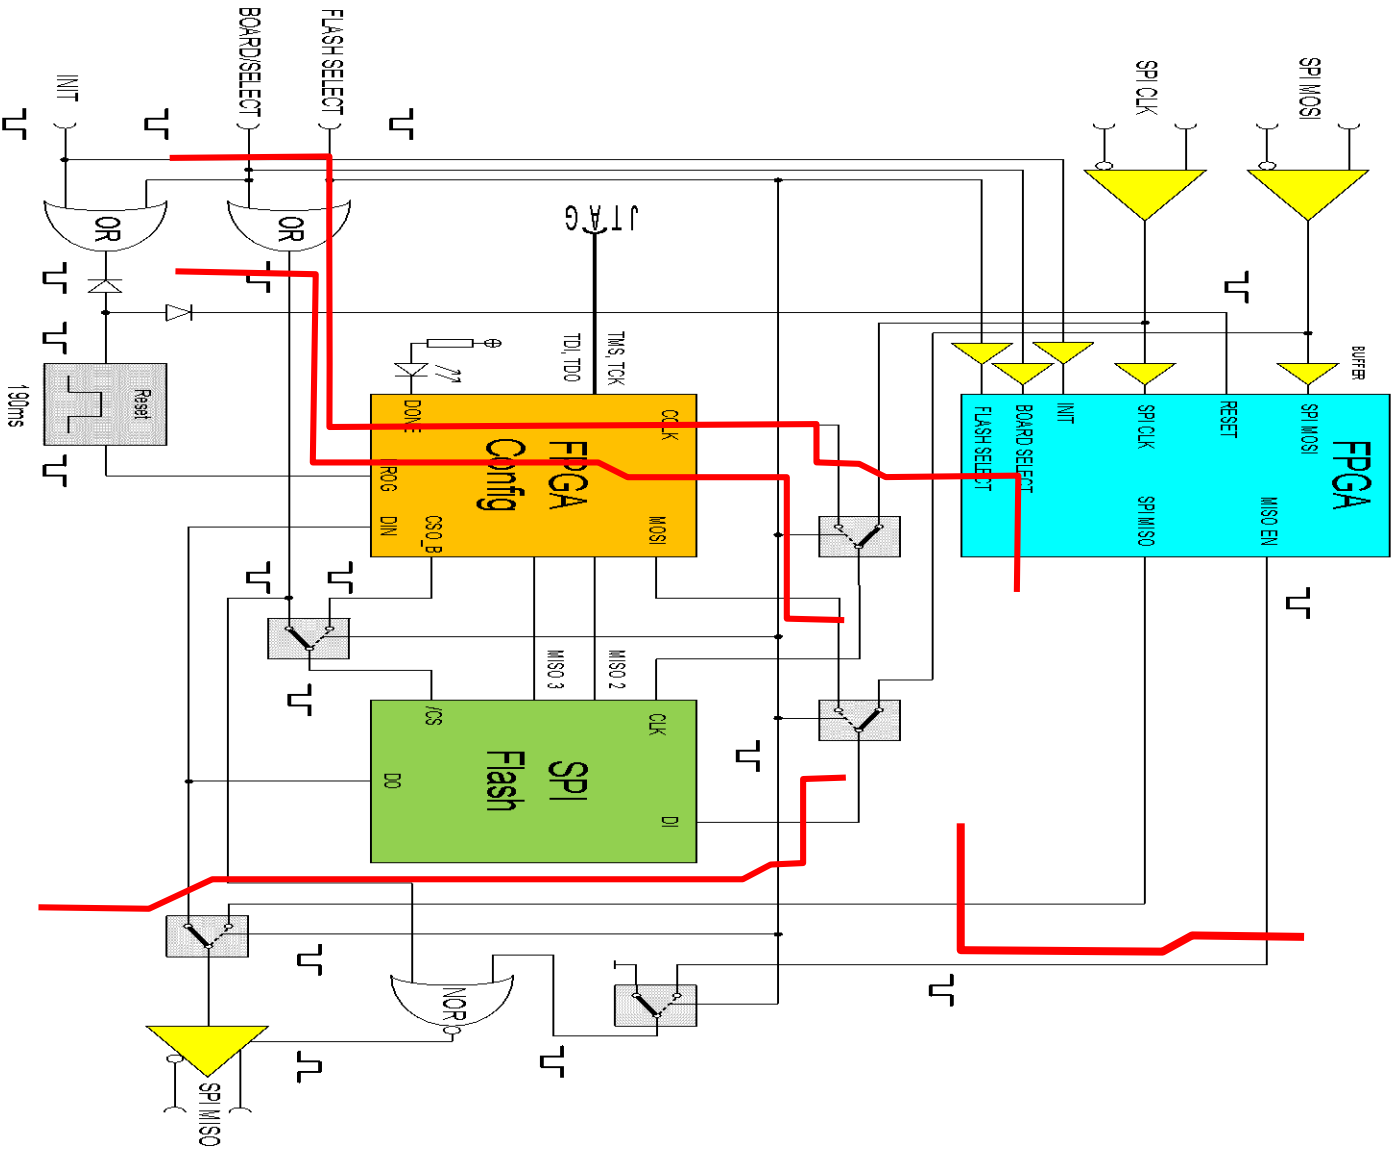 SPI MOSI
SPI CLK
FLASH SELECT
BOARD/SELECT
INIT
OR
OR
JTAG
TMS, TCK
TDI, TDO
BUFFER
Reset
190ms
DONE
CCLK
PROG
DIN
CSO_B
MOSI
FPGA
Config
FLASH SELECT
BOARD SELECT
INIT
SPI CLK
RESET
SPI MOSI
FPGA
SPI MISO
MISO EN
MISO 3
MISO 2
/CS
CLK
DO
DI
SPI
Flash
NOR
SPI MISO